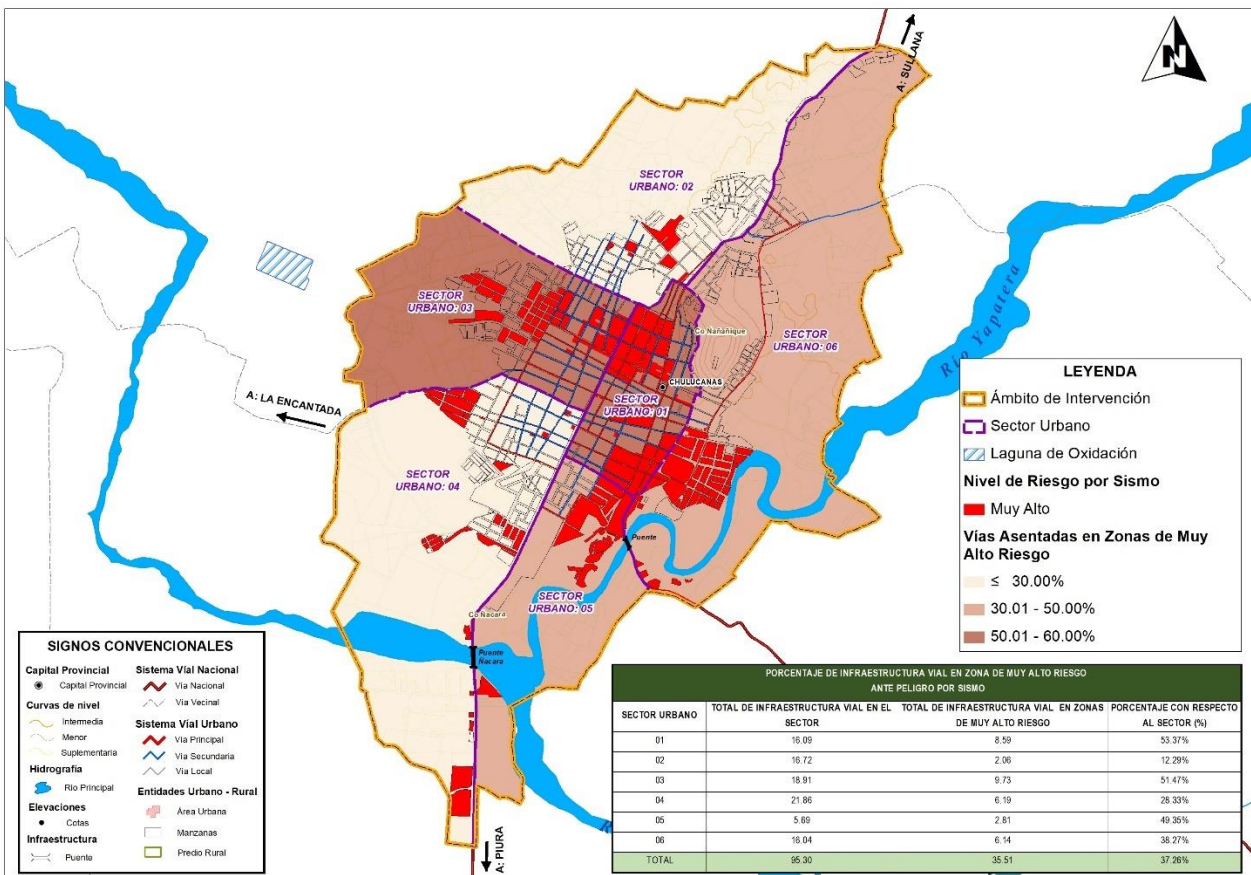 A: SULLANA
N
SECTOR
URBANO: 02
SECTOR
URBANO: 03
Co Ñañañique
SECTOR
URBANO: 06
Río Yapatera
CHULUCANAS
A: LA ENCANTADA
SECTOR
URBANO: 01
SECTOR
URBANO: 04
Puente
SECTOR
URBANO: 05
Co Ñacara
Puente
Ñacara
A: PIURA
LEYENDA
Ámbito de Intervención
Sector Urbano
Laguna de Oxidación
Nivel de Riesgo por Sismo
Muy Alto
Vías Asentadas en Zonas de Muy
Alto Riesgo
≤ 30.00%
30.01 - 50.00%
50.01 - 60.00%
SIGNOS CONVENCIONALES
Capital Provincial
Capital Provincial
Curvas de nivel
Intermedia
Menor
Suplementaria
Hidrografía
Río Principal
Elevaciones
Cotas
Infraestructura
Puente
Sistema Víal Nacional
Vía Nacional
Vía Vecinal
Sistema Víal Urbano
Vía Principal
Vía Secundaria
Vía Local
Entidades Urbano - Rural
Área Urbana
Manzanas
Predio Rural
PORCENTAJE DE INFRAESTRUCTURA VIAL EN ZONA DE MUY ALTO RIESGO
ANTE PELIGRO POR SISMO
SECTOR URBANO TOTAL DE INFRAESTRUCTURA VIAL EN EL SECTOR TOTAL DE INFRAESTRUCTURA VIAL EN ZONAS DE MUY ALTO RIESGO PORCENTAJE CON RESPECTO AL SECTOR (%)
01 16.09 8.59 53.37%
02 16.72 2.06 12.29%
03 18.91 9.73 51.47%
04 21.86 6.19 28.33%
05 5.69 2.81 49.35%
06 16.04 6.14 38.27%
TOTAL 95.30 35.51 37.26%